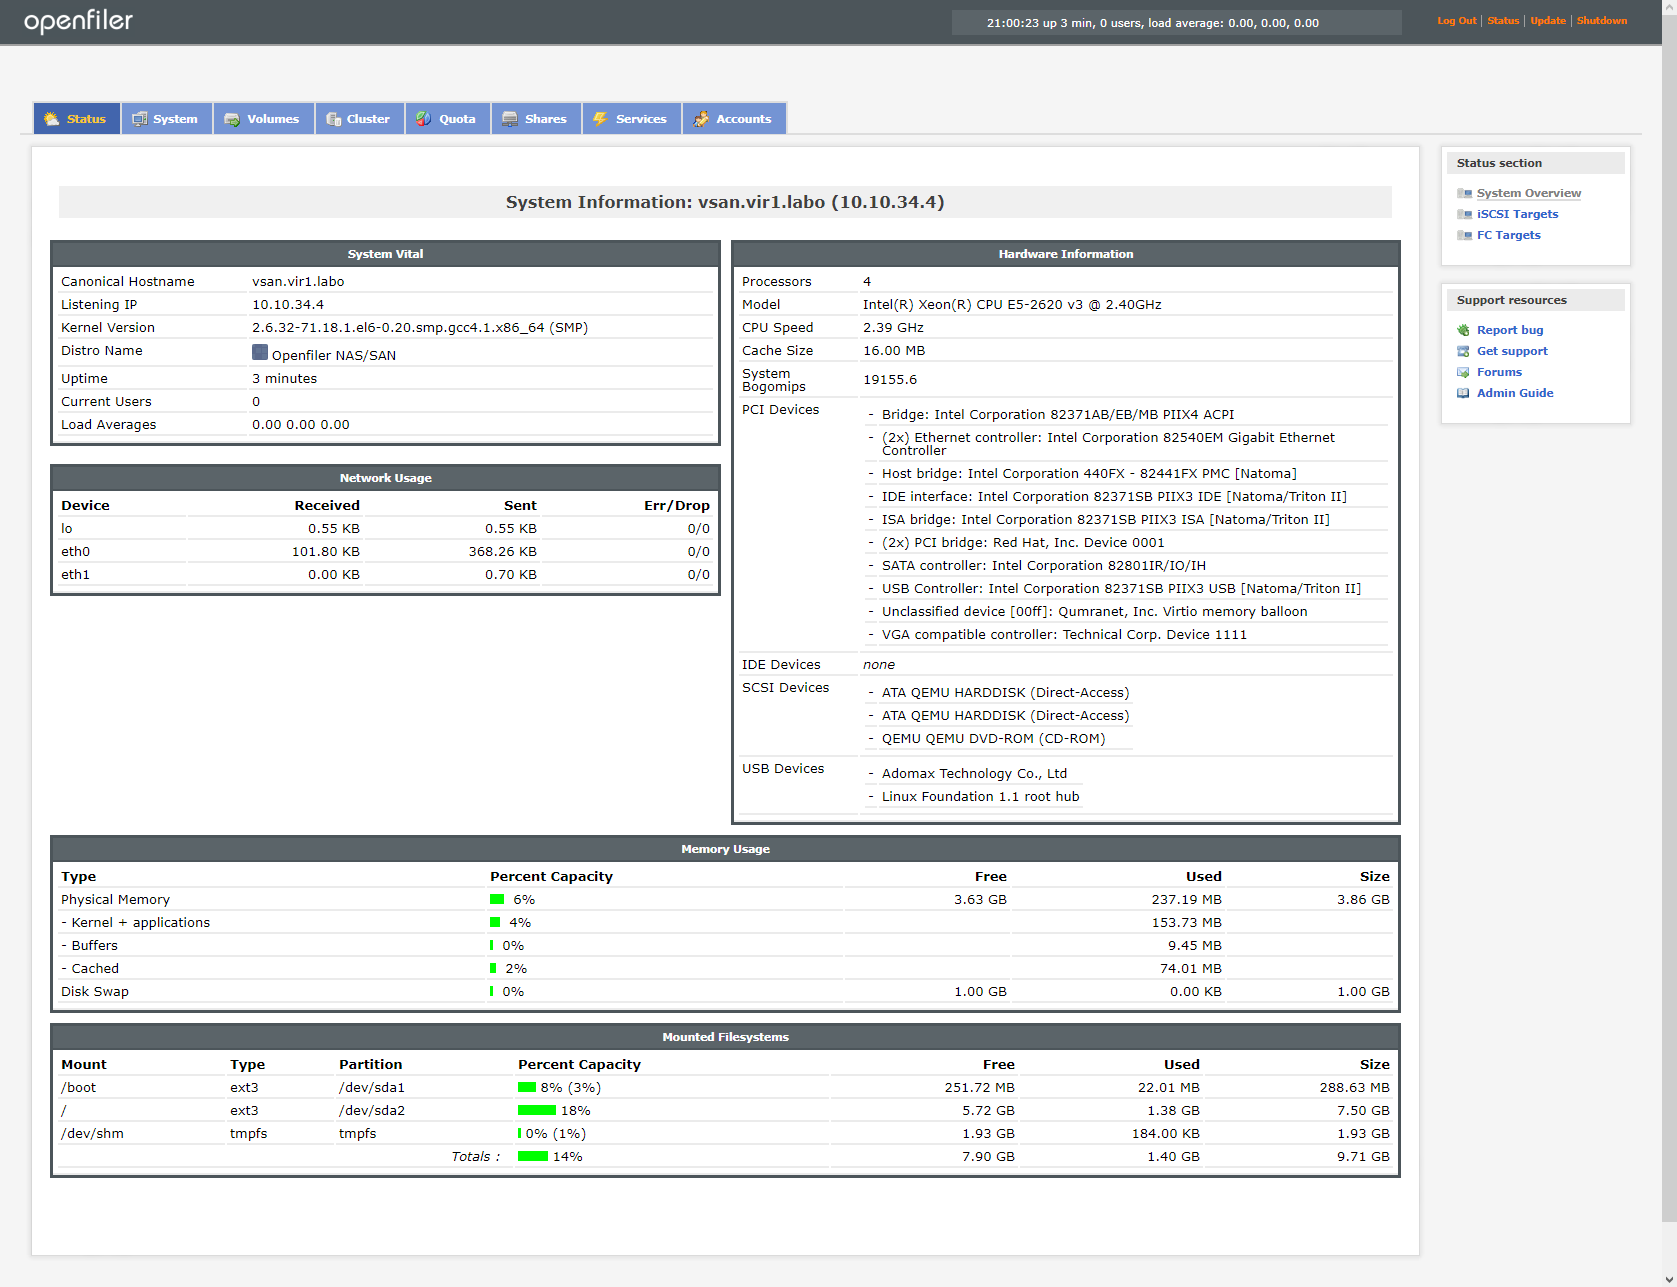 openfiler
21:00:23 up 3 min, 0 users, load average: 0.00, 0.00, 0.00
Log Out | Status | Update | Shutdown
Status System Volumes Cluster Quota Shares Services Accounts
System Information: vsan.vir1.labo (10.10.34.4)
System Vital
Canonical Hostname vsan.vir1.labo
Listening IP 10.10.34.4
Kernel Version 2.6.32-71.18.1.el6-0.20.smp.gcc4.1.x86_64 (SMP)
Distro Name Openfiler NAS/SAN
Uptime 3 minutes
Current Users 0
Load Averages 0.00 0.00 0.00
Network Usage
Device Received Sent Err/Drop
lo 0.55 KB 0.55 KB 0/0
eth0 101.80 KB 368.26 KB 0/0
eth1 0.00 KB 0.70 KB 0/0
Hardware Information
Processors 4
Model Intel(R) Xeon(R) CPU E5-2620 v3 @ 2.40GHz
CPU Speed 2.39 GHz
Cache Size 16.00 MB
System
Bogomips 19155.6
PCI Devices
- Bridge: Intel Corporation 82371AB/EB/MB PIIX4 ACPI
- (2x) Ethernet controller: Intel Corporation 82540EM Gigabit Ethernet
Controller
- Host bridge: Intel Corporation 440FX - 82441FX PMC [Natoma]
- IDE interface: Intel Corporation 82371SB PIIX3 IDE [Natoma/Triton II]
- ISA bridge: Intel Corporation 82371SB PIIX3 ISA [Natoma/Triton II]
- (2x) PCI bridge: Red Hat, Inc. Device 0001
- SATA controller: Intel Corporation 82801IR/IO/IH
- USB Controller: Intel Corporation 82371SB PIIX3 USB [Natoma/Triton II]
- Unclassified device [00ff]: Qumranet, Inc. Virtio memory balloon
- VGA compatible controller: Technical Corp. Device 1111
IDE Devices none
SCSI Devices
- ATA QEMU HARDDISK (Direct-Access)
- ATA QEMU HARDDISK (Direct-Access)
- QEMU QEMU DVD-ROM (CD-ROM)
USB Devices
- Adomax Technology Co., Ltd
- Linux Foundation 1.1 root hub
Memory Usage
Type Percent Capacity Free Used Size
Physical Memory 6% 3.63 GB 237.19 MB 3.86 GB
- Kernel + applications 4% 153.73 MB
- Buffers 0% 9.45 MB
- Cached 2% 74.01 MB
Disk Swap 0% 1.00 GB 0.00 KB 1.00 GB
Mounted Filesystems
Mount Type Partition Percent Capacity Free Used Size
/boot ext3 /dev/sda1 8% (3%) 251.72 MB 22.01 MB 288.63 MB
/ ext3 /dev/sda2 18% 5.72 GB 1.38 GB 7.50 GB
/dev/shm tmpfs tmpfs 0% (1%) 1.93 GB 184.00 KB 1.93 GB
Totals : 14% 7.90 GB 1.40 GB 9.71 GB
Status section
System Overview
iSCSI Targets
FC Targets
Support resources
Report bug
Get support
Forums
Admin Guide